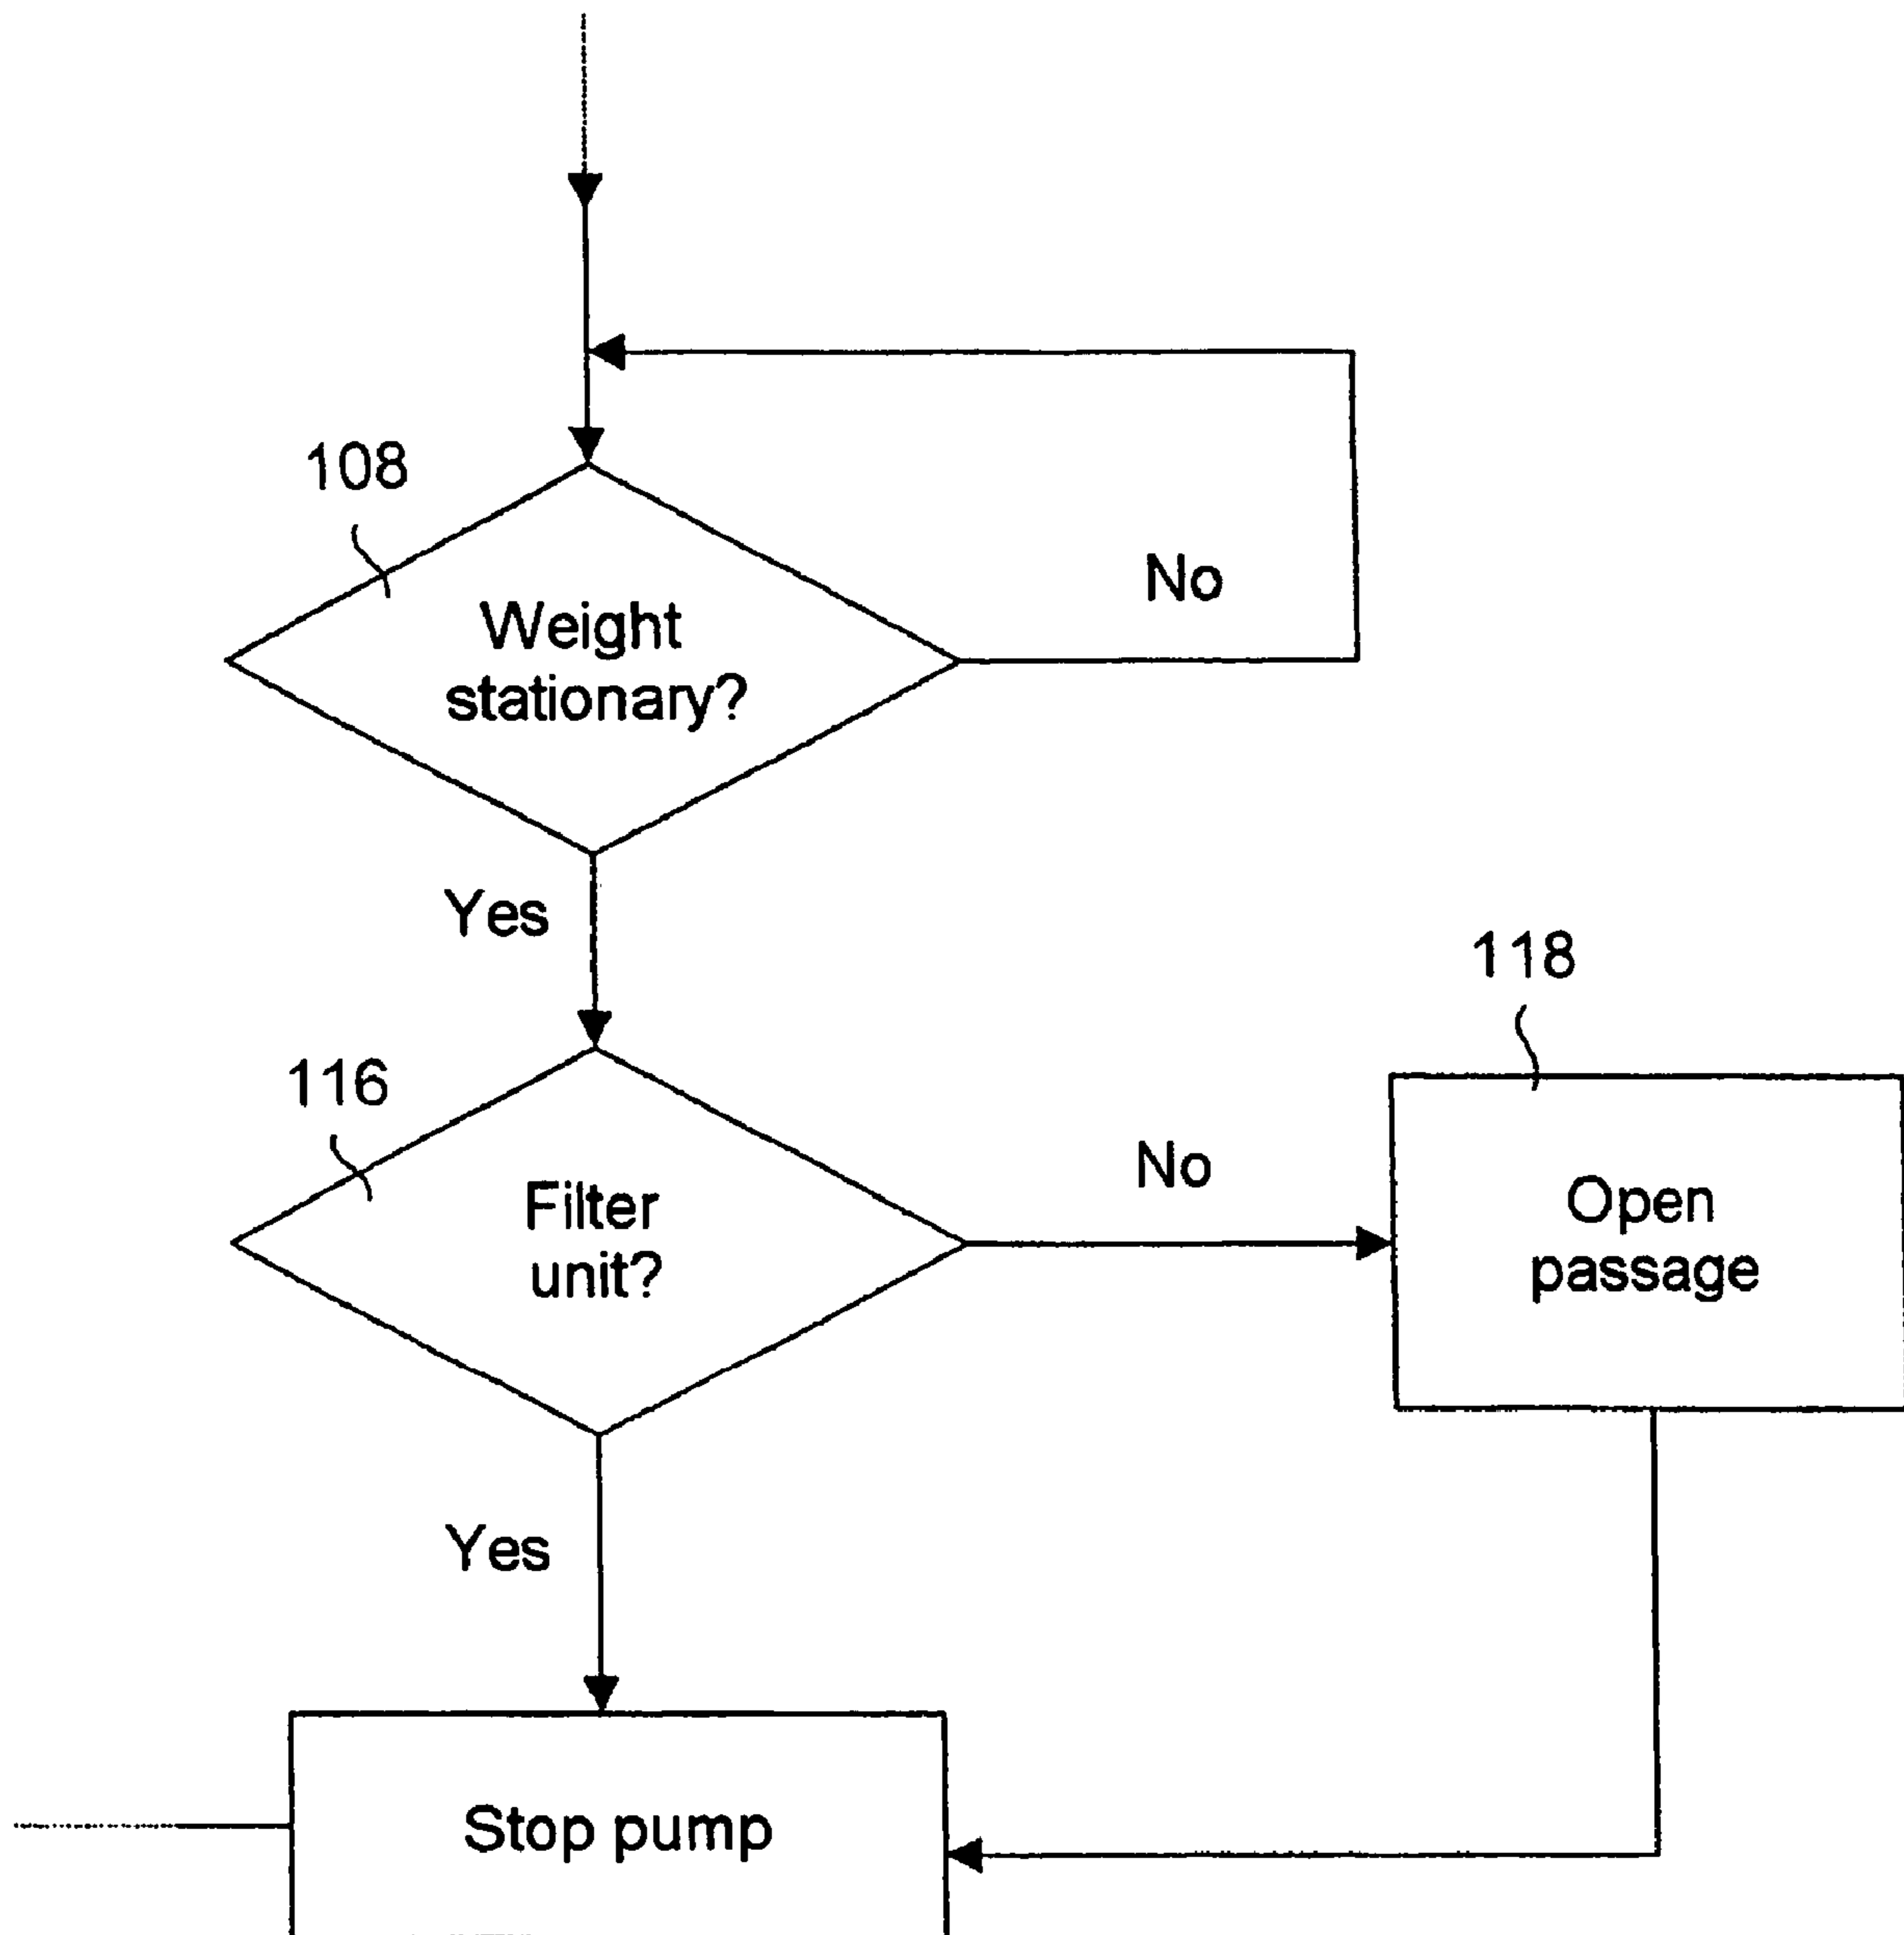 108
No
Weight
stationary?
Yes
118
116
No
Filter
unit?
Open
passage
Yes
Stop pump